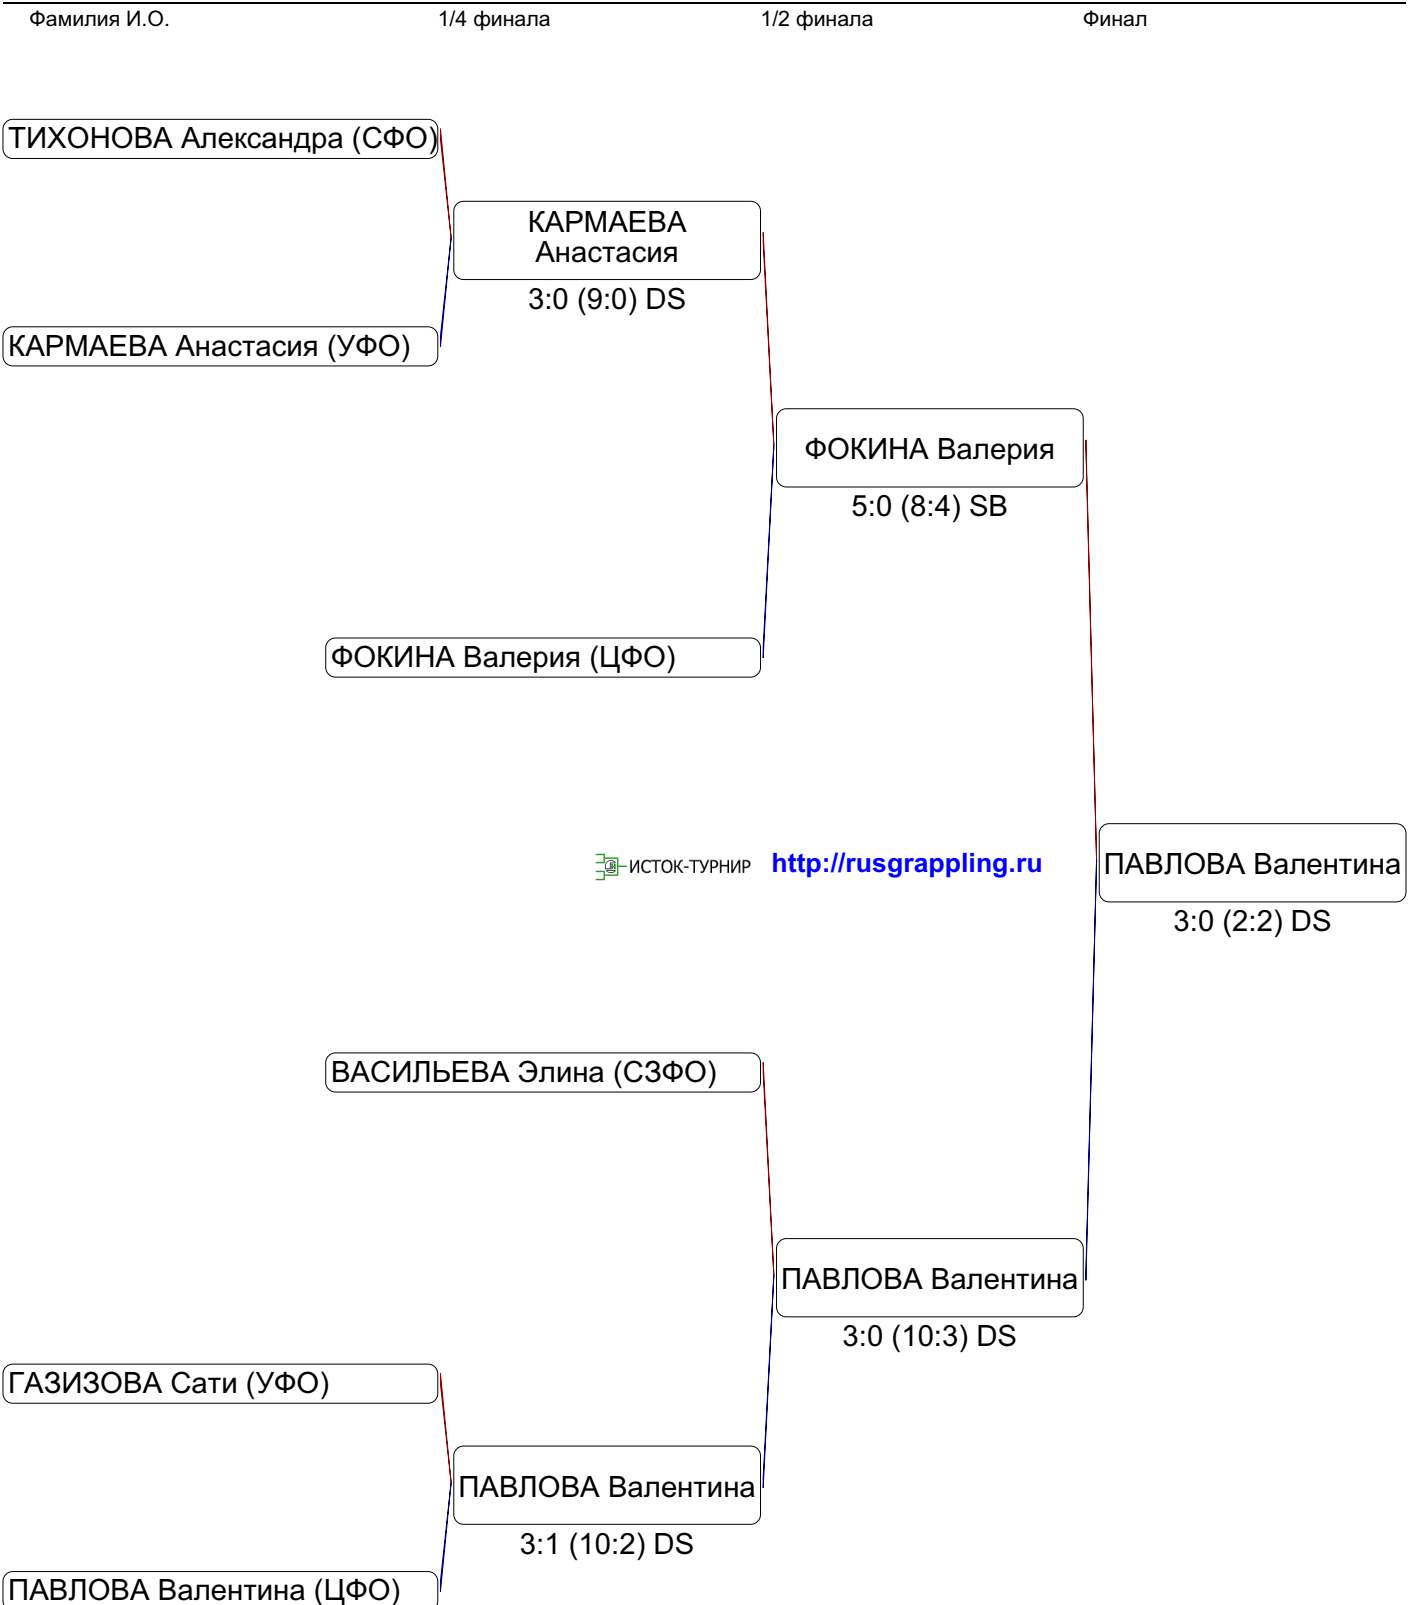 Фамилия И.О. 1/4 финала 1/2 финала Финал
ТИХОНОВА Александра (СФО)
КАРМАЕВА
Анастасия
3:0 (9:0) DS
КАРМАЕВА Анастасия (УФО)
ФОКИНА Валерия
5:0 (8:4) SB
ФОКИНА Валерия (ЦФО)
ИСТОК-ТУРНИР http://rusgrappling.ru
ПАВЛОВА Валентина
3:0 (2:2) DS
ВАСИЛЬЕВА Элина (СЗФО)
ПАВЛОВА Валентина
3:0 (10:3) DS
ГАЗИЗОВА Сати (УФО)
ПАВЛОВА Валентина
3:1 (10:2) DS
ПАВЛОВА Валентина (ЦФО)